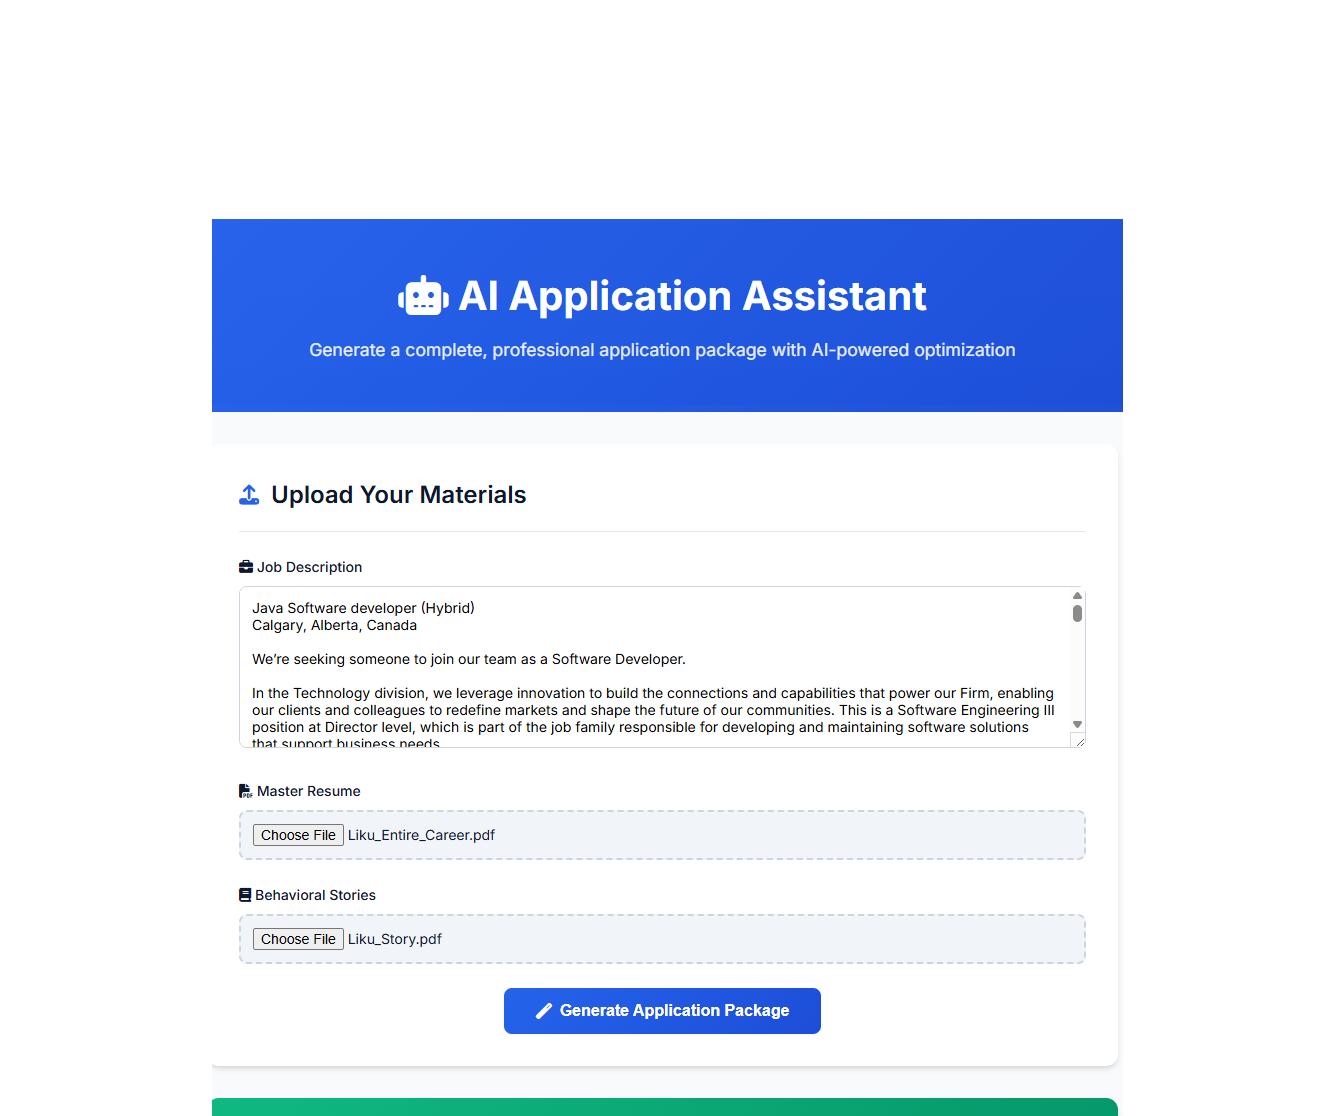 AI Application Assistant
Generate a complete, professional application package with AI-powered optimization
Upload Your Materials
Job Description
Java Software developer (Hybrid)
Calgary, Alberta, Canada
We’re seeking someone to join our team as a Software Developer.
In the Technology division, we leverage innovation to build the connections and capabilities that power our Firm, enabling
our clients and colleagues to redefine markets and shape the future of our communities. This is a Software Engineering III
position at Director level, which is part of the job family responsible for developing and maintaining software solutions
that support business needs.
Master Resume
Choose File Liku_Entire_Career.pdf
Behavioral Stories
Choose File Liku_Story.pdf
Generate Application Package